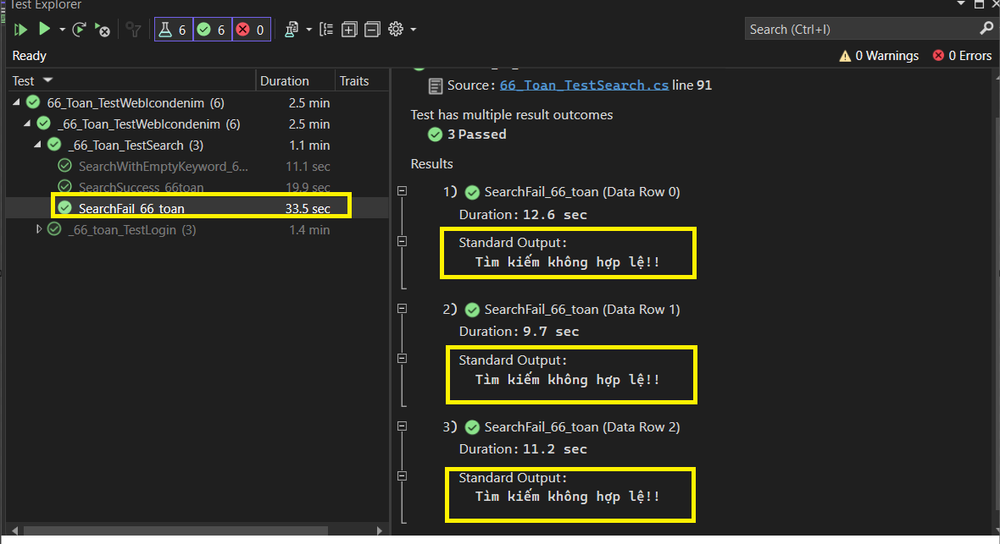 Test Explorer
6 6 0
Search (Ctrl+I)
Ready
0 Warnings 0 Errors
Test Duration Traits
66_Toan_TestWebIcondenim (6) 2.5 min
_66_Toan_TestWebIcondenim (6) 2.5 min
_66_Toan_TestSearch (3) 1.1 min
SearchWithEmptyKeyword_6... 11.1 sec
SearchSuccess_66toan 19.9 sec
SearchFail_66_toan 33.5 sec
_66_toan_TestLogin (3) 1.4 min
Source: 66_Toan_TestSearch.cs line 91
Test has multiple result outcomes
3 Passed
Results
1) SearchFail_66_toan (Data Row 0)
Duration: 12.6 sec
Standard Output:
Tìm kiếm không hợp lệ!!
2) SearchFail_66_toan (Data Row 1)
Duration: 9.7 sec
Standard Output:
Tìm kiếm không hợp lệ!!
3) SearchFail_66_toan (Data Row 2)
Duration: 11.2 sec
Standard Output:
Tìm kiếm không hợp lệ!!